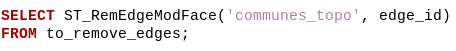 SELECT ST_RemEdgeModFace('communes_topo', edge_id)
FROM to_remove_edges;